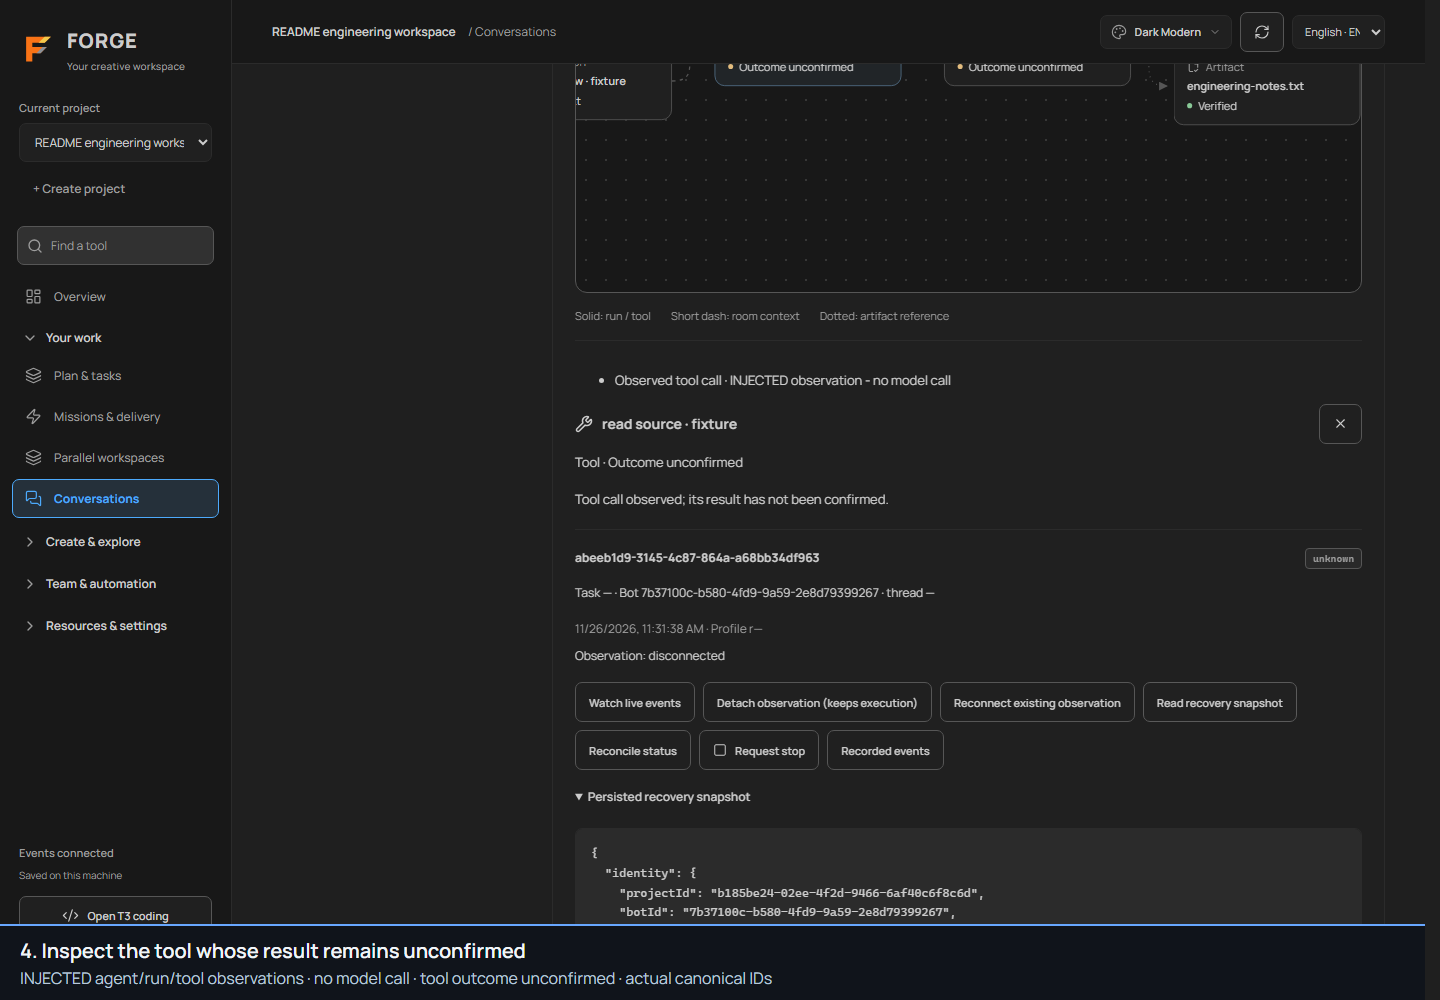 FORGE
Your creative workspace
Current project
README engineering works
+ Create project
Find a tool
Overview
Your work
Plan & tasks
Missions & delivery
Parallel workspaces
Conversations
Create & explore
Team & automation
Resources & settings
Events connected
Saved on this machine
Open T3 coding
README engineering workspace / Conversations
Dark Modern
English · EN
w · fixture
t
Outcome unconfirmed
Outcome unconfirmed
Artifact
engineering-notes.txt
Verified
Solid: run / tool Short dash: room context Dotted: artifact reference
• Observed tool call · INJECTED observation - no model call
read source · fixture
Tool · Outcome unconfirmed
Tool call observed; its result has not been confirmed.
abeeb1d9-3145-4c87-864a-a68bb34df963
unknown
Task — · Bot 7b37100c-b580-4fd9-9a59-2e8d79399267 · thread —
11/26/2026, 11:31:38 AM · Profile r—
Observation: disconnected
Watch live events
Detach observation (keeps execution)
Reconnect existing observation
Read recovery snapshot
Reconcile status
Request stop
Recorded events
▼ Persisted recovery snapshot
{
"identity": {
"projectId": "b185be24-02ee-4f2d-9466-6af40c6f8c6d",
"botId": "7b37100c-b580-4fd9-9a59-2e8d79399267",
4. Inspect the tool whose result remains unconfirmed
INJECTED agent/run/tool observations · no model call · tool outcome unconfirmed · actual canonical IDs